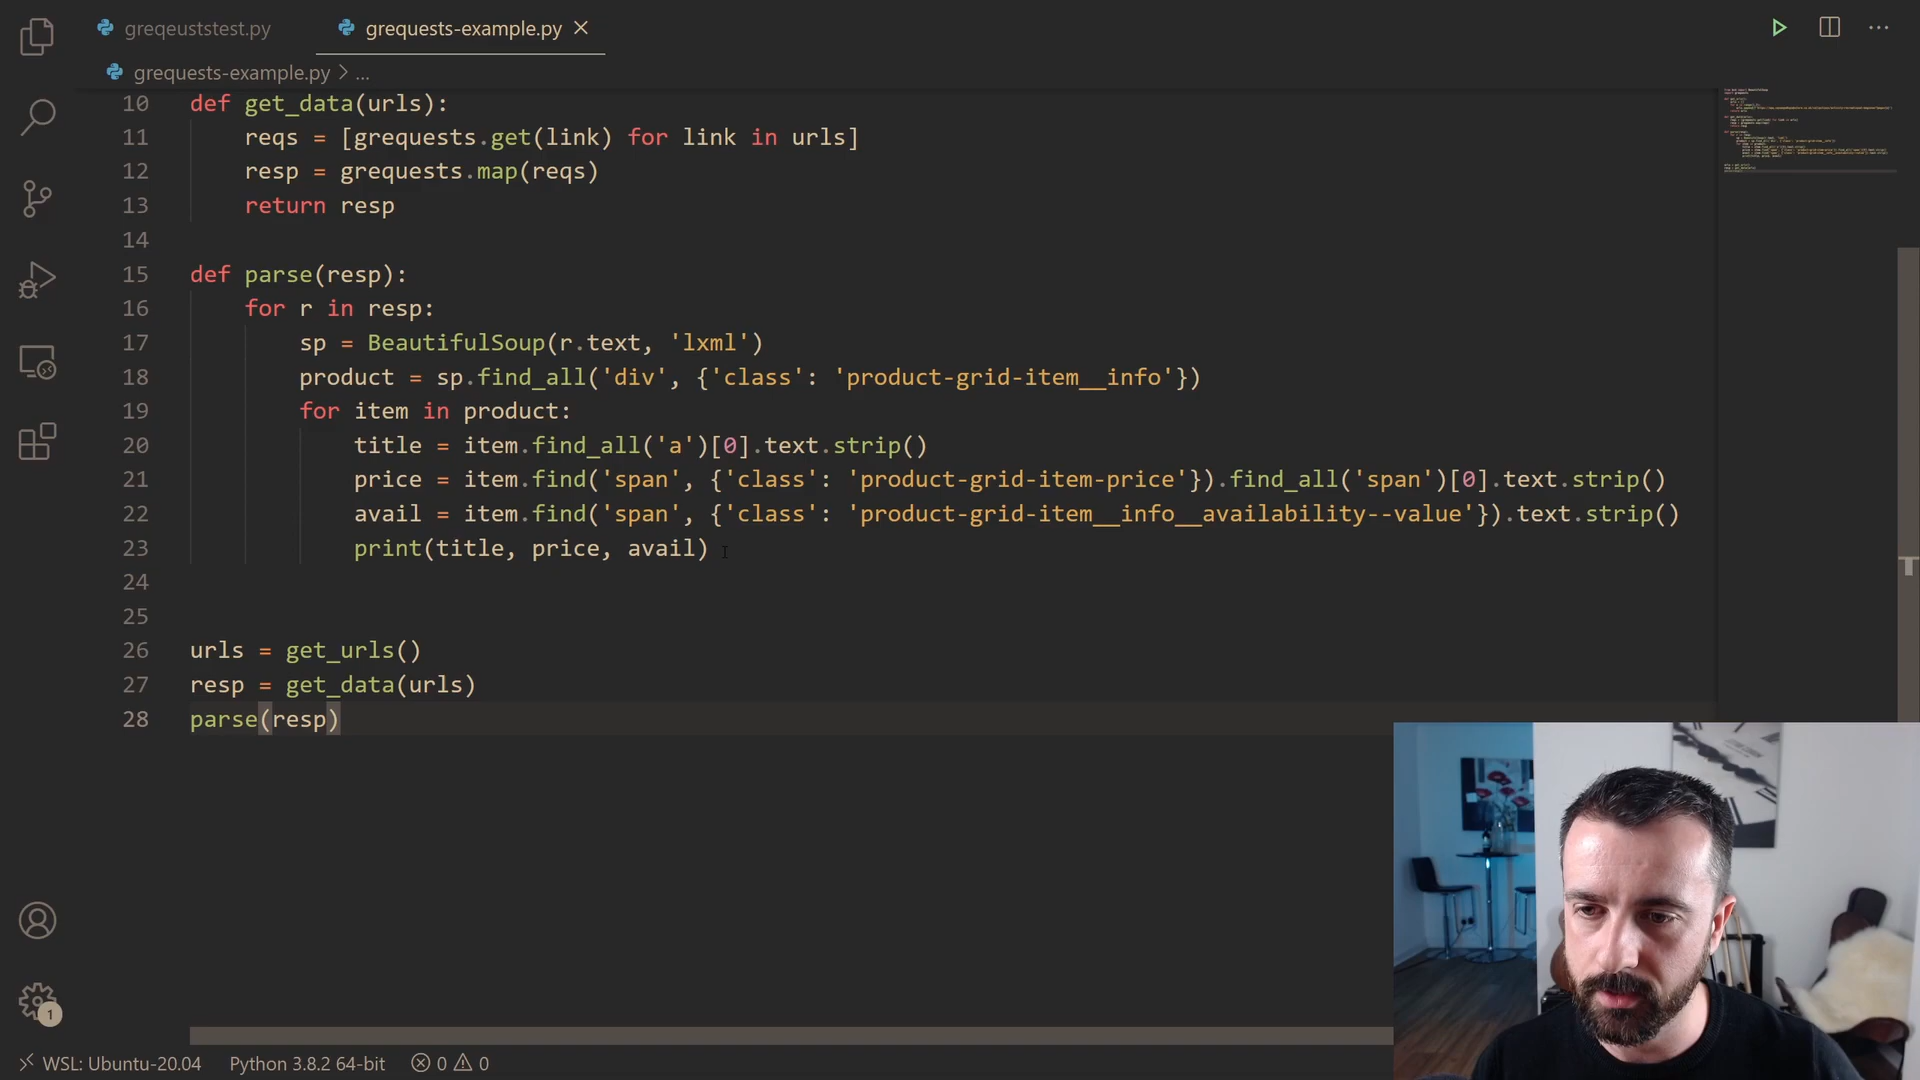 greqeuststest.py
grequests-example.py
grequests-example.py > ...
10 def get_data(urls):
11 reqs = [grequests.get(link) for link in urls]
12 resp = grequests.map(reqs)
13 return resp
14
15 def parse(resp):
16 for r in resp:
17 sp = BeautifulSoup(r.text, 'lxml')
18 product = sp.find_all('div', {'class': 'product-grid-item__info'})
19 for item in product:
20 title = item.find_all('a')[0].text.strip()
21 price = item.find('span', {'class': 'product-grid-item-price'}).find_all('span')[0].text.strip()
22 avail = item.find('span', {'class': 'product-grid-item__info__availability--value'}).text.strip()
23 print(title, price, avail)
24
25
26 urls = get_urls()
27 resp = get_data(urls)
28 parse(resp)
1
WSL: Ubuntu-20.04 Python 3.8.2 64-bit 0 0